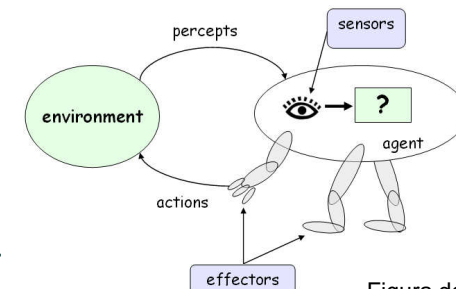 sensors
percepts
environment
?
agent
actions
effectors